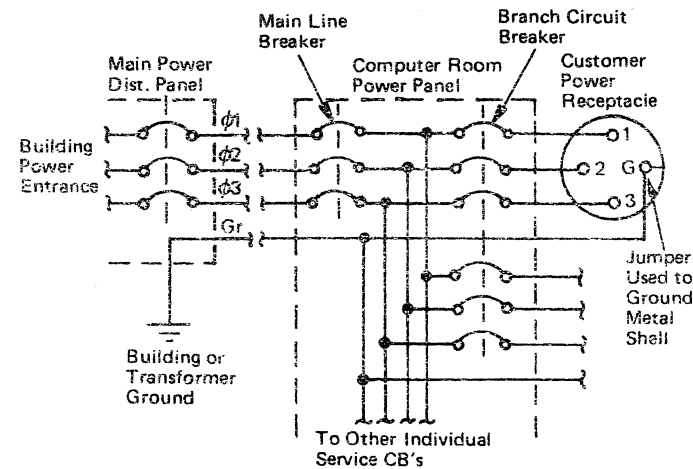 Main Line
Breaker
Branch Circuit
Breaker
Main Power
Dist. Panel
Computer Room
Power Panel
Customer
Power
Receptacle
Building
Power
Entrance
ϕ1
ϕ2
ϕ3
Gr
1
2
G
3
Jumper
Used to
Ground
Metal
Shell
Building or
Transformer
Ground
To Other Individual
Service CB's